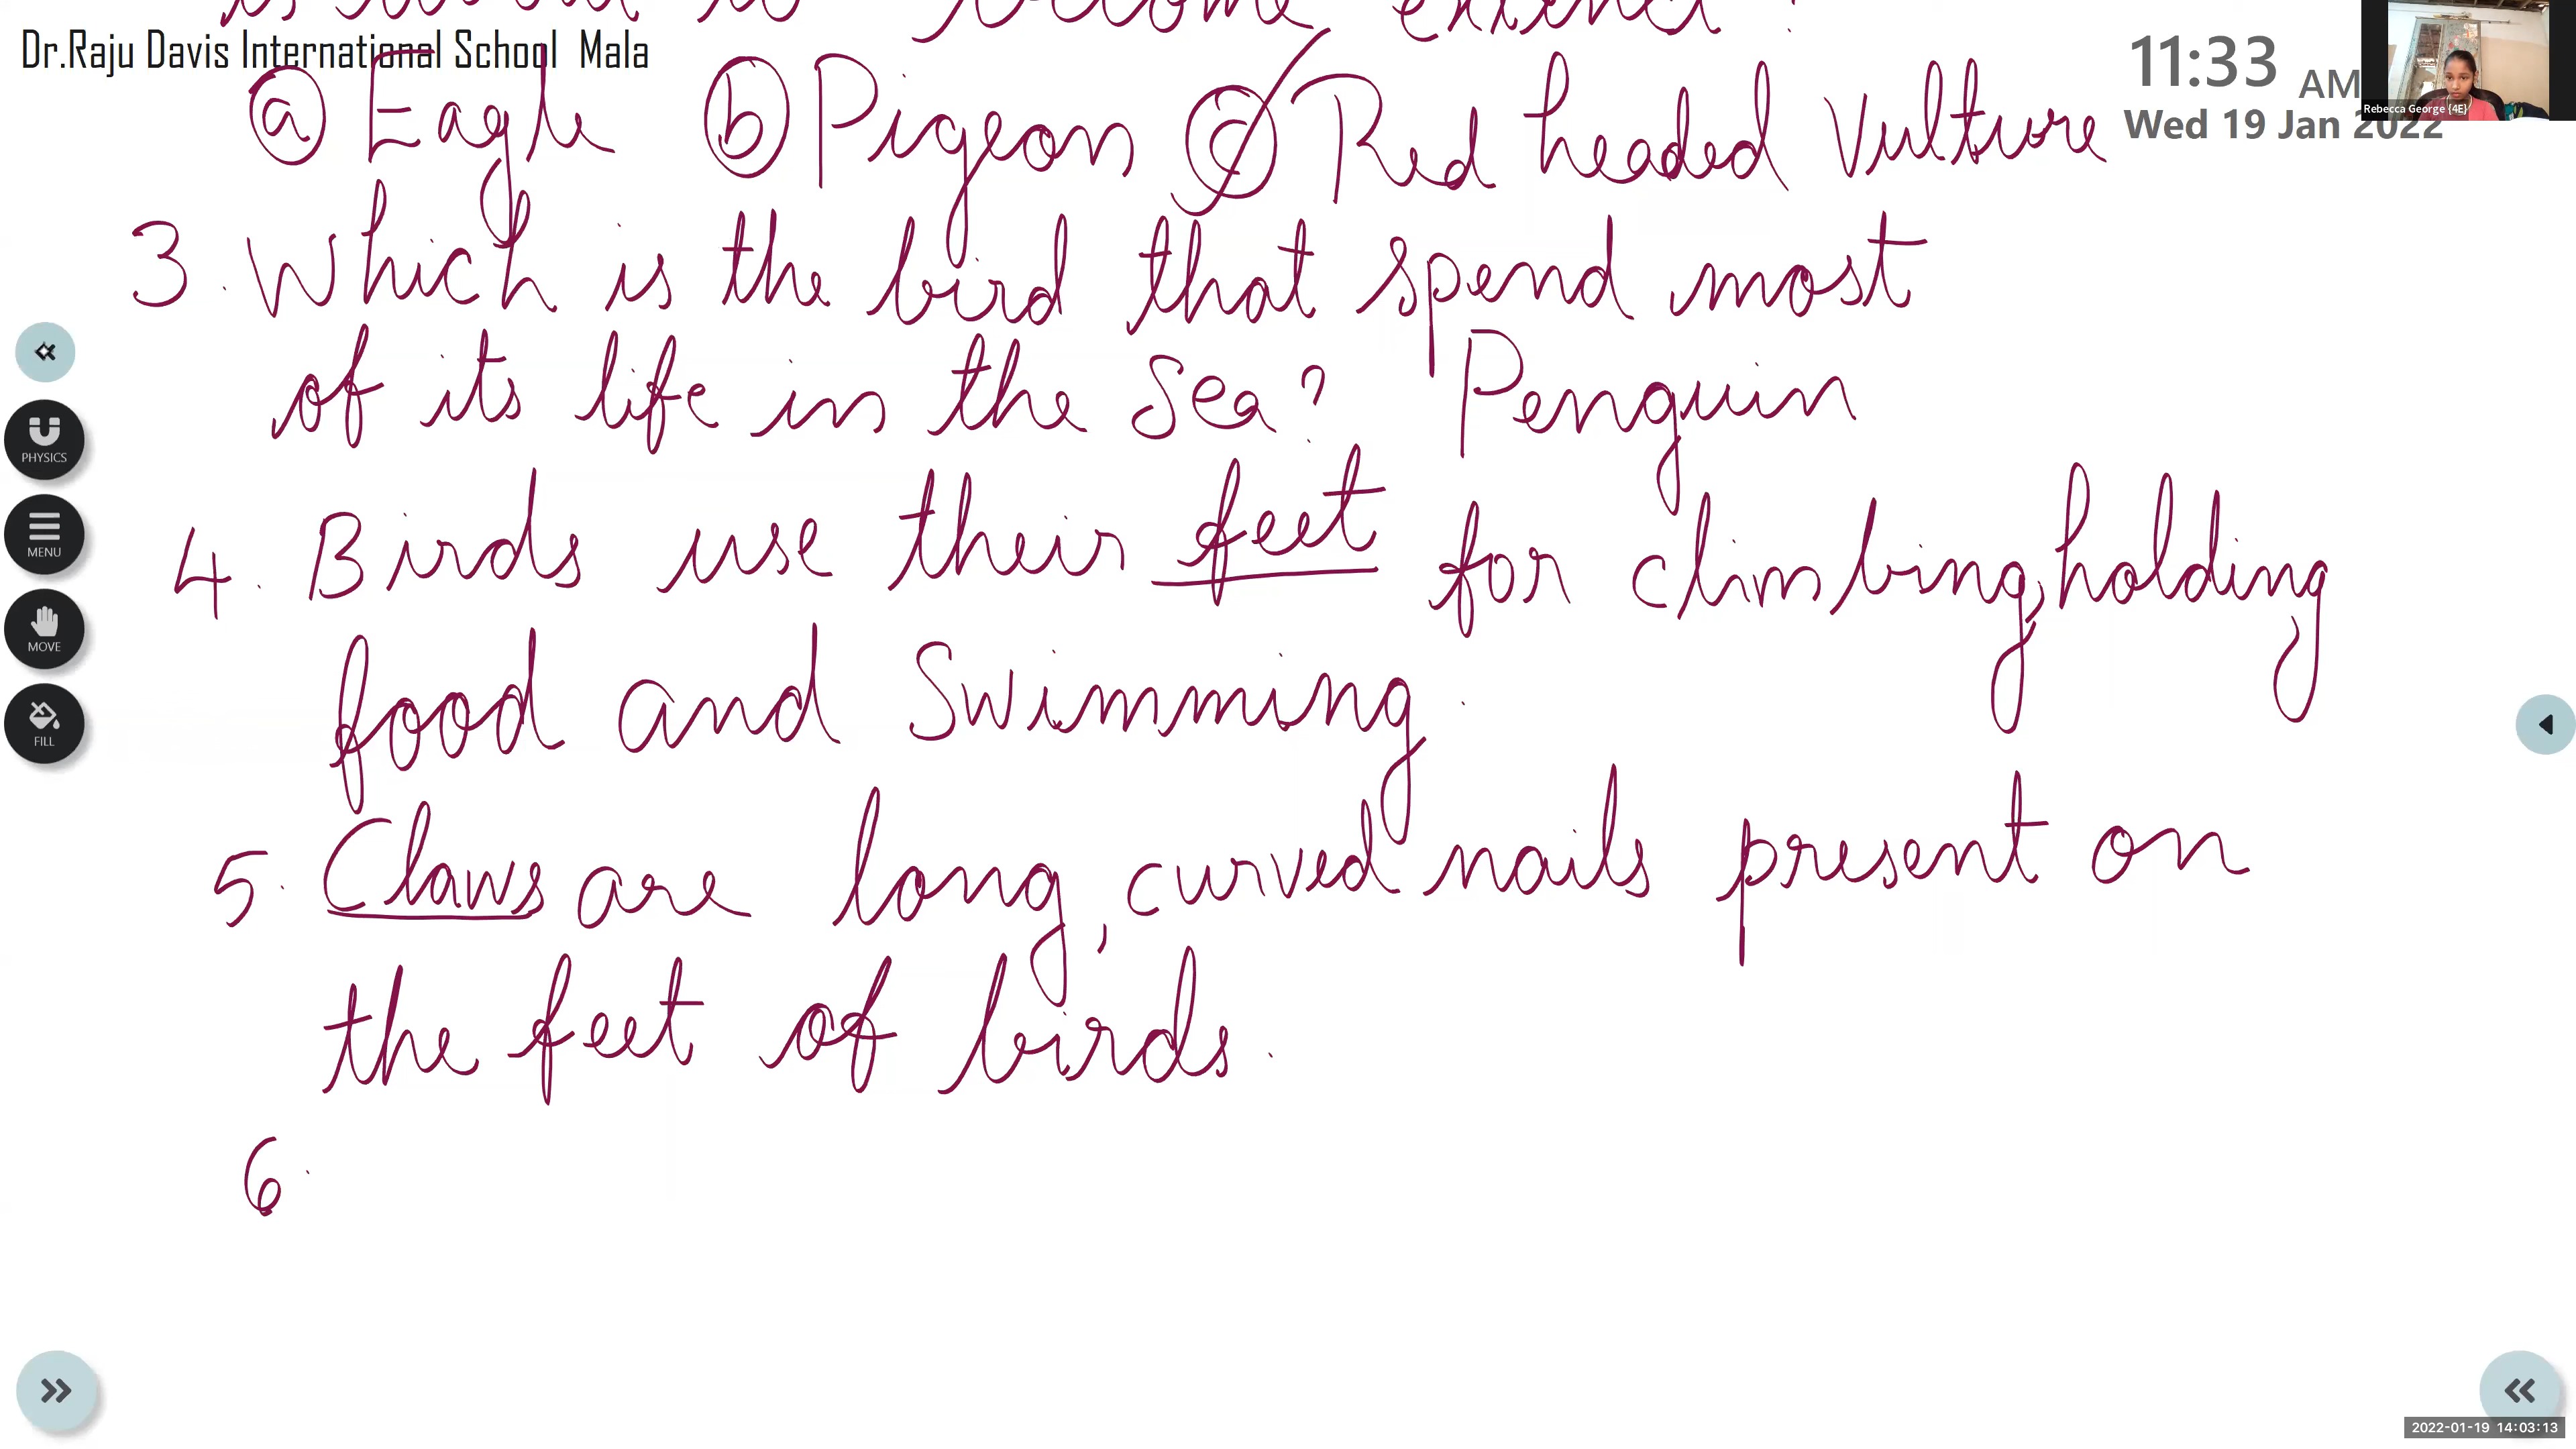 become extinct?
Dr.Raju Davis International School Mala
11:33 AM
Wed 19 Jan 2022
Rebecca George (4E)
ⓐ Eagle ⓑ Pigeon ⓒ Red headed Vulture
3. Which is the bird that spend most
of its life in the Sea? Penguin
4. Birds use their feet for climbing, holding
food and Swimming.
5. Claws are long, curved nails present on
the feet of birds.
6.
PHYSICS
MENU
MOVE
FILL
2022-01-19 14:03:13